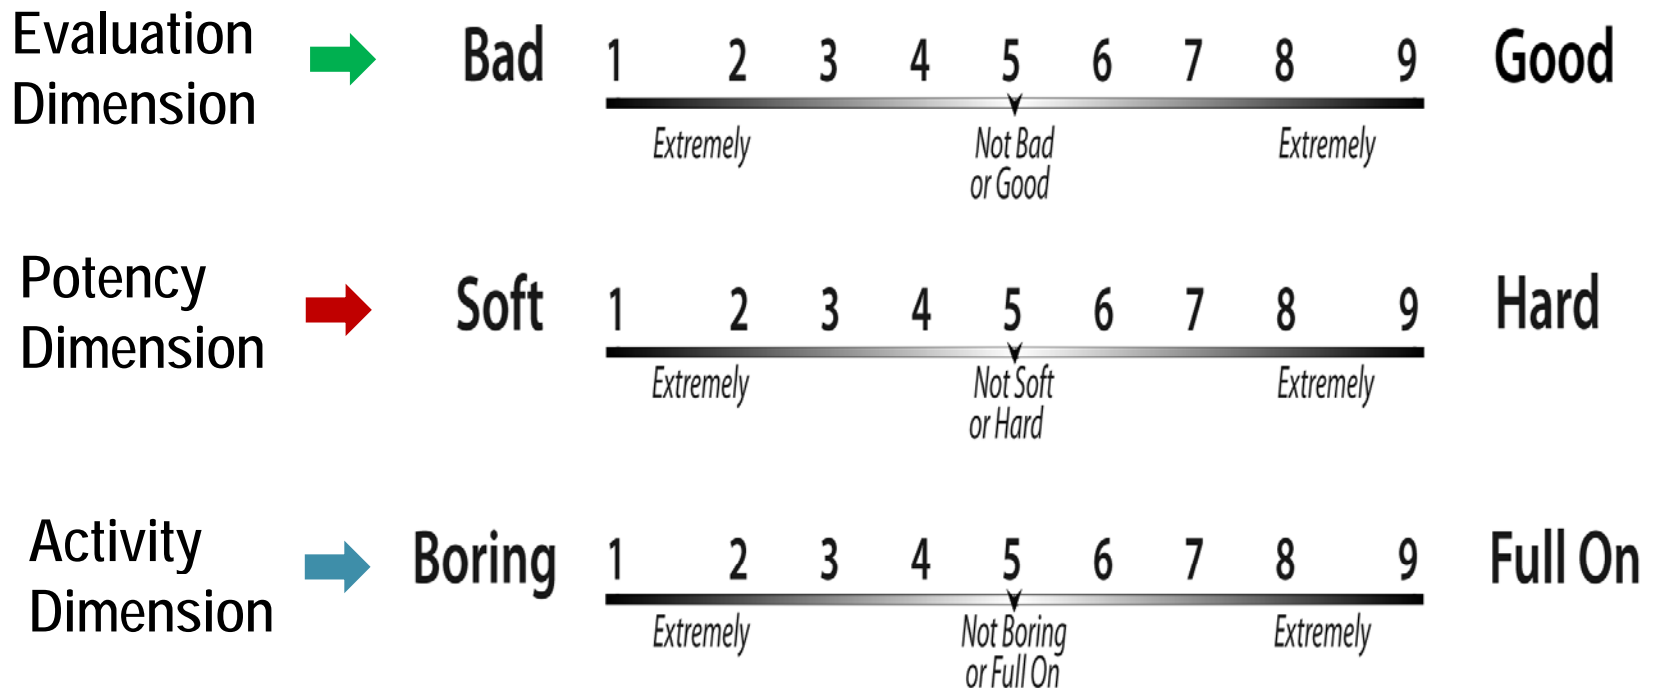 Evaluation
Dimension
Bad 1 2 3 4 5 6 7 8 9 Good
Extremely Not Bad Extremely
or Good
Potency
Dimension
Soft 1 2 3 4 5 6 7 8 9 Hard
Extremely Not Soft Extremely
or Hard
Activity
Dimension
Boring 1 2 3 4 5 6 7 8 9 Full On
Extremely Not Boring Extremely
or Full On